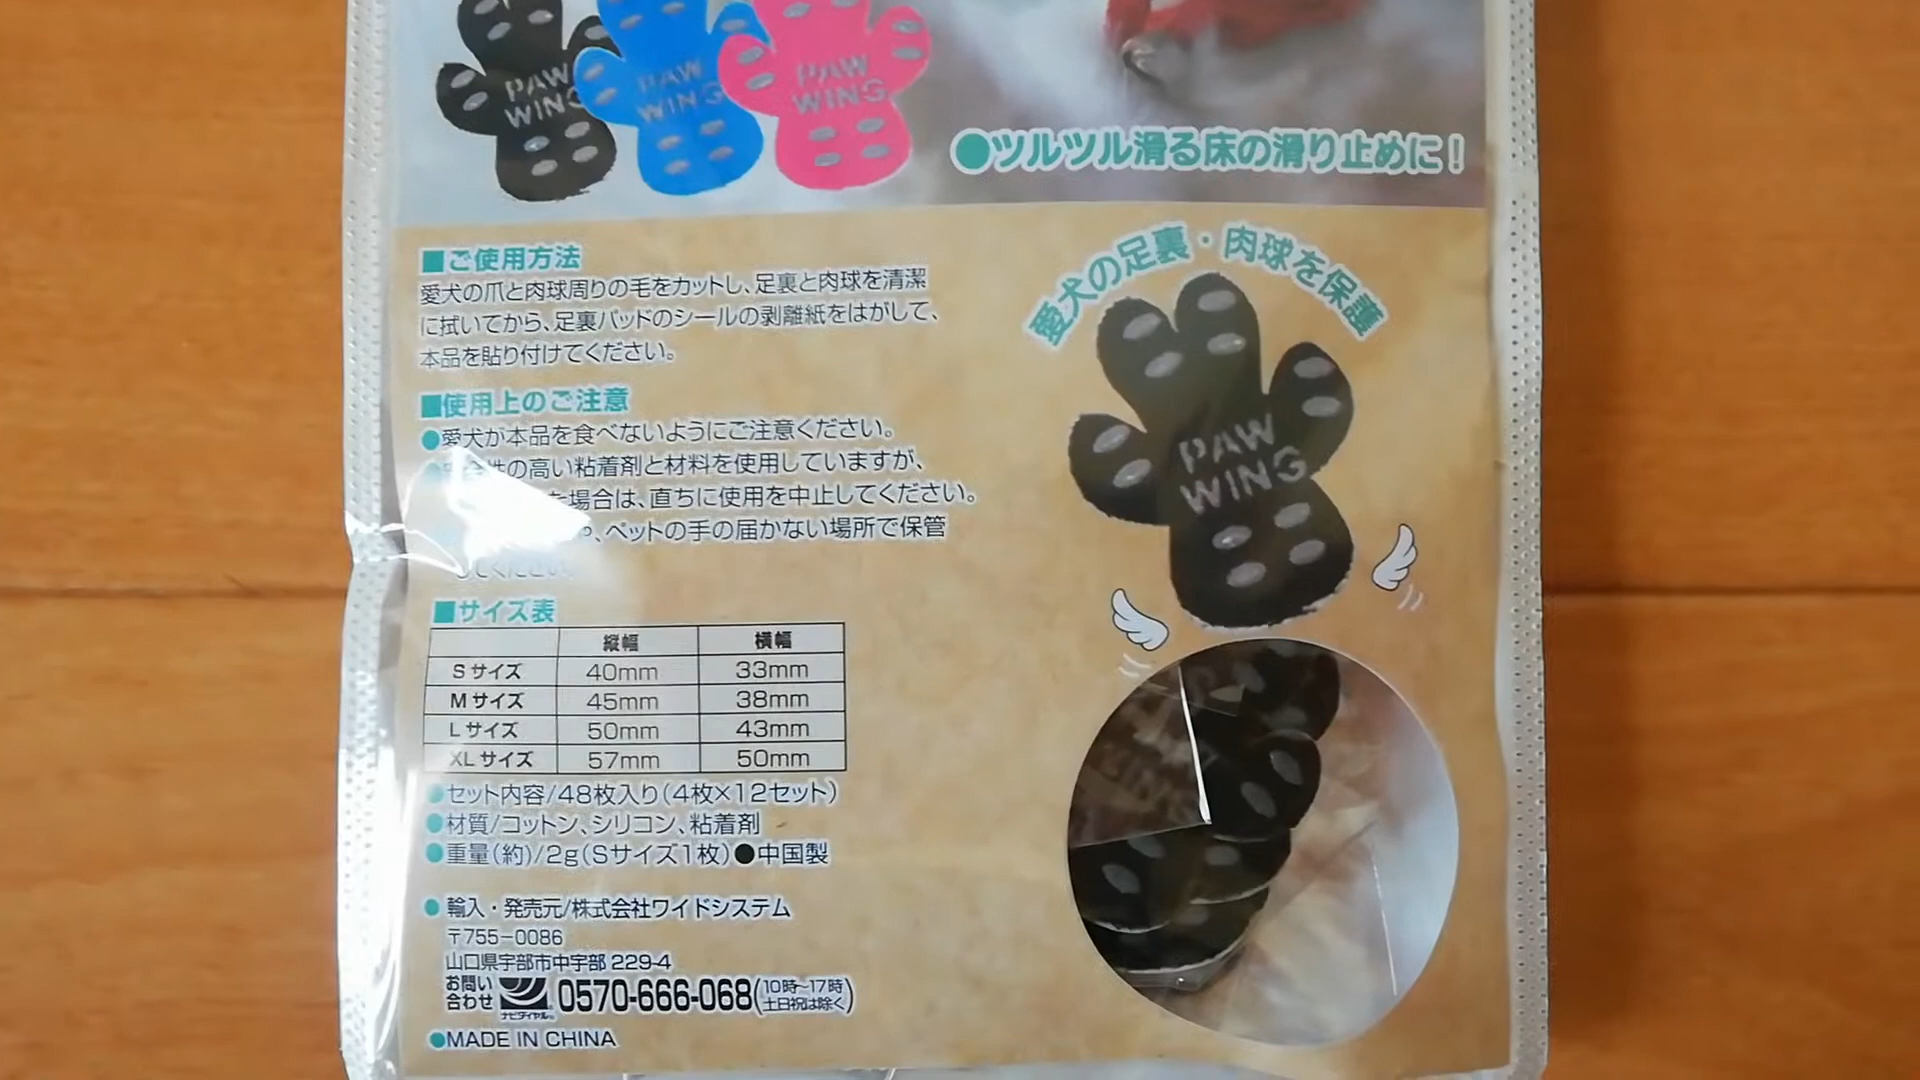 PAW
WING
PAW
WING
PAW
WING
●ツルツル滑る床の滑り止めに!
■ご使用方法
愛犬の爪と肉球周りの毛をカットし、足裏と肉球を清潔
に拭いてから、足裏パッドのシールの剥離紙をはがして、
本品を貼り付けてください。
■使用上のご注意
●愛犬が本品を食べないようにご注意ください。
性の高い粘着剤と材料を使用していますが、
た場合は、直ちに使用を中止してください。
、ペットの手の届かない場所で保管
してください。
愛犬の足裏・肉球を保護
PAW
WING
■サイズ表
縦幅 横幅
Sサイズ 40mm 33mm
Mサイズ 45mm 38mm
Lサイズ 50mm 43mm
XLサイズ 57mm 50mm
●セット内容/48枚入り(4枚×12セット)
●材質/コットン、シリコン、粘着剤
●重量(約)/2g(Sサイズ1枚)●中国製
●輸入・発売元/株式会社ワイドシステム
〒755-0086
山口県宇部市中宇部 229-4
お問い合わせ ナビダイヤル 0570-666-068(10時~17時 土日祝は除く)
●MADE IN CHINA